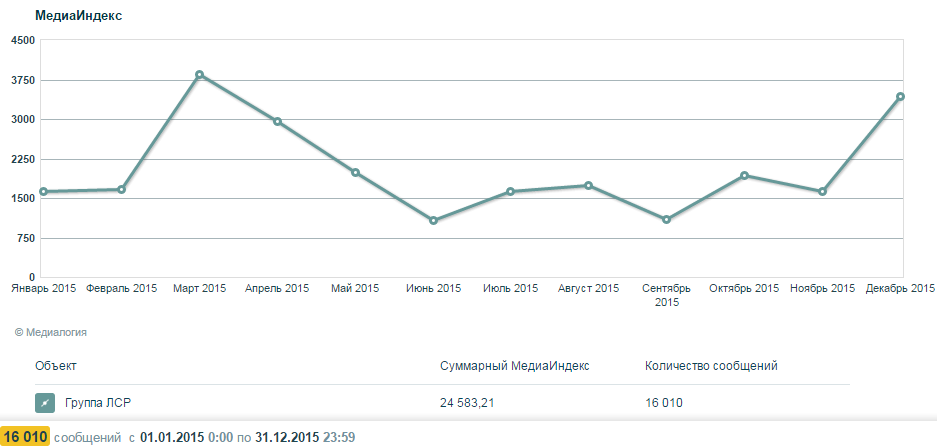 МедиаИндекс
4500
3750
3000
2250
1500
750
0
Январь 2015 Февраль 2015 Март 2015 Апрель 2015 Май 2015 Июнь 2015 Июль 2015 Август 2015 Сентябрь 2015 Октябрь 2015 Ноябрь 2015 Декабрь 2015
© Медиалогия
Объект Суммарный МедиаИндекс Количество сообщений
Группа ЛСР 24 583,21 16 010
16 010 сообщений с 01.01.2015 0:00 по 31.12.2015 23:59